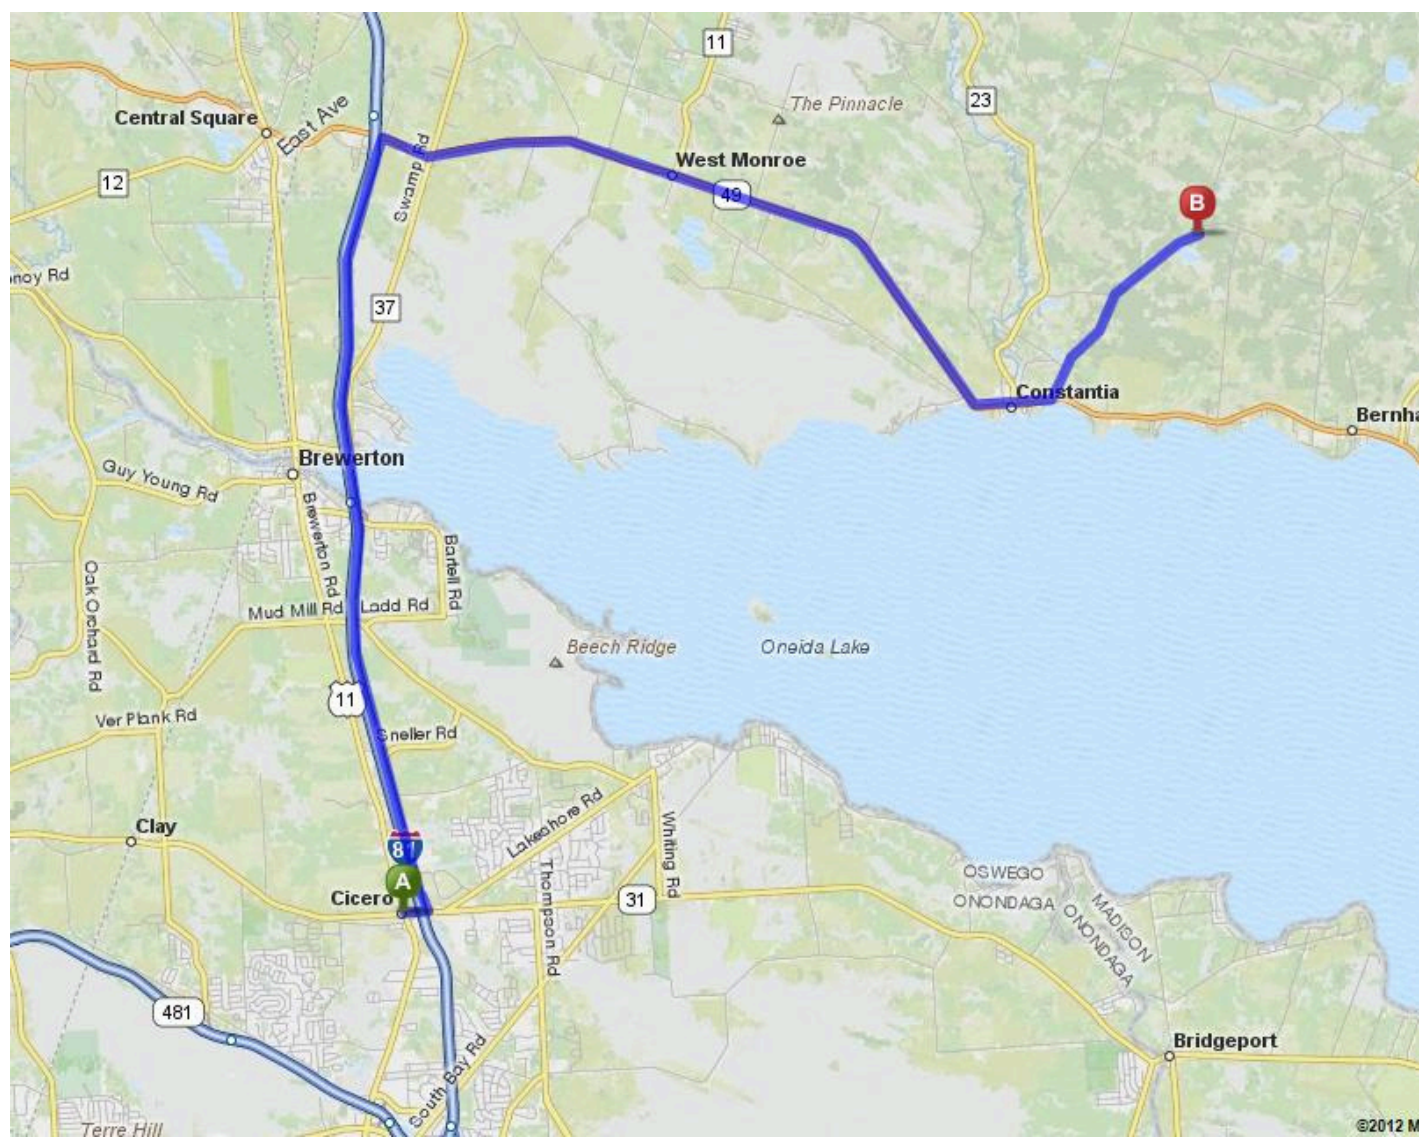 11
The Pinnacle
23
Central Square
East Ave
West Monroe
12
Swamp Rd
49
B
37
Constantia
Brewerton
Guy Young Rd
Brewerton Rd
Bartell Rd
Oak Orchard Rd
Mud Mill Rd
Ladd Rd
Beech Ridge
Oneida Lake
11
Ver Plank Rd
Sneller Rd
Lakeshore Rd
Clay
81
Whiting Rd
A
Thompson Rd
OSWEGO
ONONDAGA
MADISON
ONONDAGA
Cicero
31
481
South Bay Rd
Bridgeport
Terre Hill
©2012 M